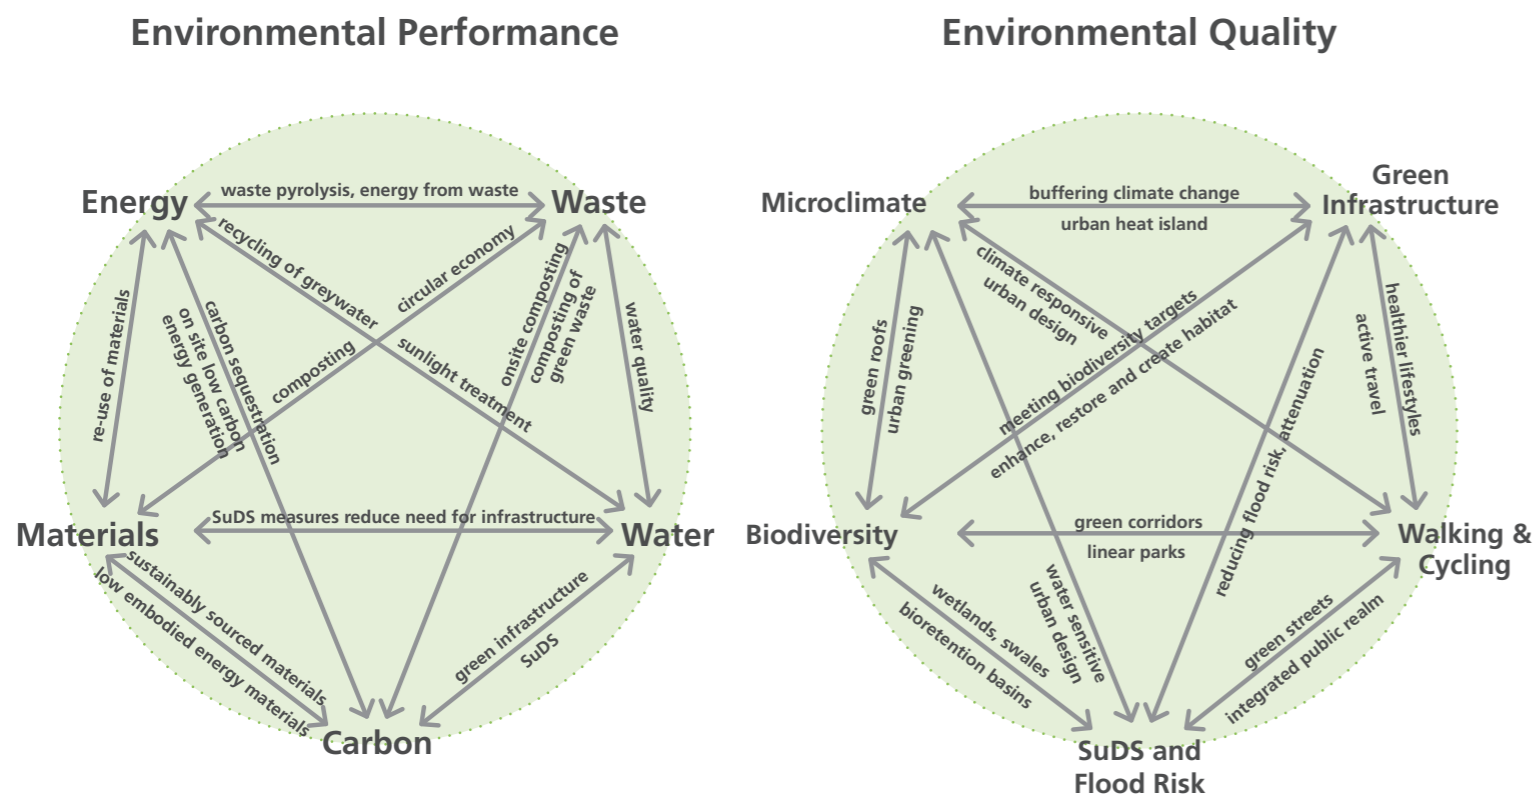 Environmental Performance
Energy
Waste
waste pyrolysis, energy from waste
recycling of greywater
sunlight treatment
circular economy
composting
onsite composting
composting of
green waste
water quality
re-use of materials
carbon sequestration
on site low carbon
energy generation
Materials
Water
SuDS measures reduce need for infrastructure
sustainably sourced materials
low embodied energy materials
green infrastructure
SuDS
Carbon
Environmental Quality
Microclimate
Green
Infrastructure
buffering climate change
urban heat island
climate responsive
urban design
meeting biodiversity targets
enhance, restore and create habitat
green roofs
urban greening
healthier lifestyles
active travel
reducing flood risk, attenuation
Biodiversity
Walking &
Cycling
green corridors
linear parks
water sensitive
urban design
wetlands, swales
bioretention basins
green streets
integrated public realm
SuDS and
Flood Risk